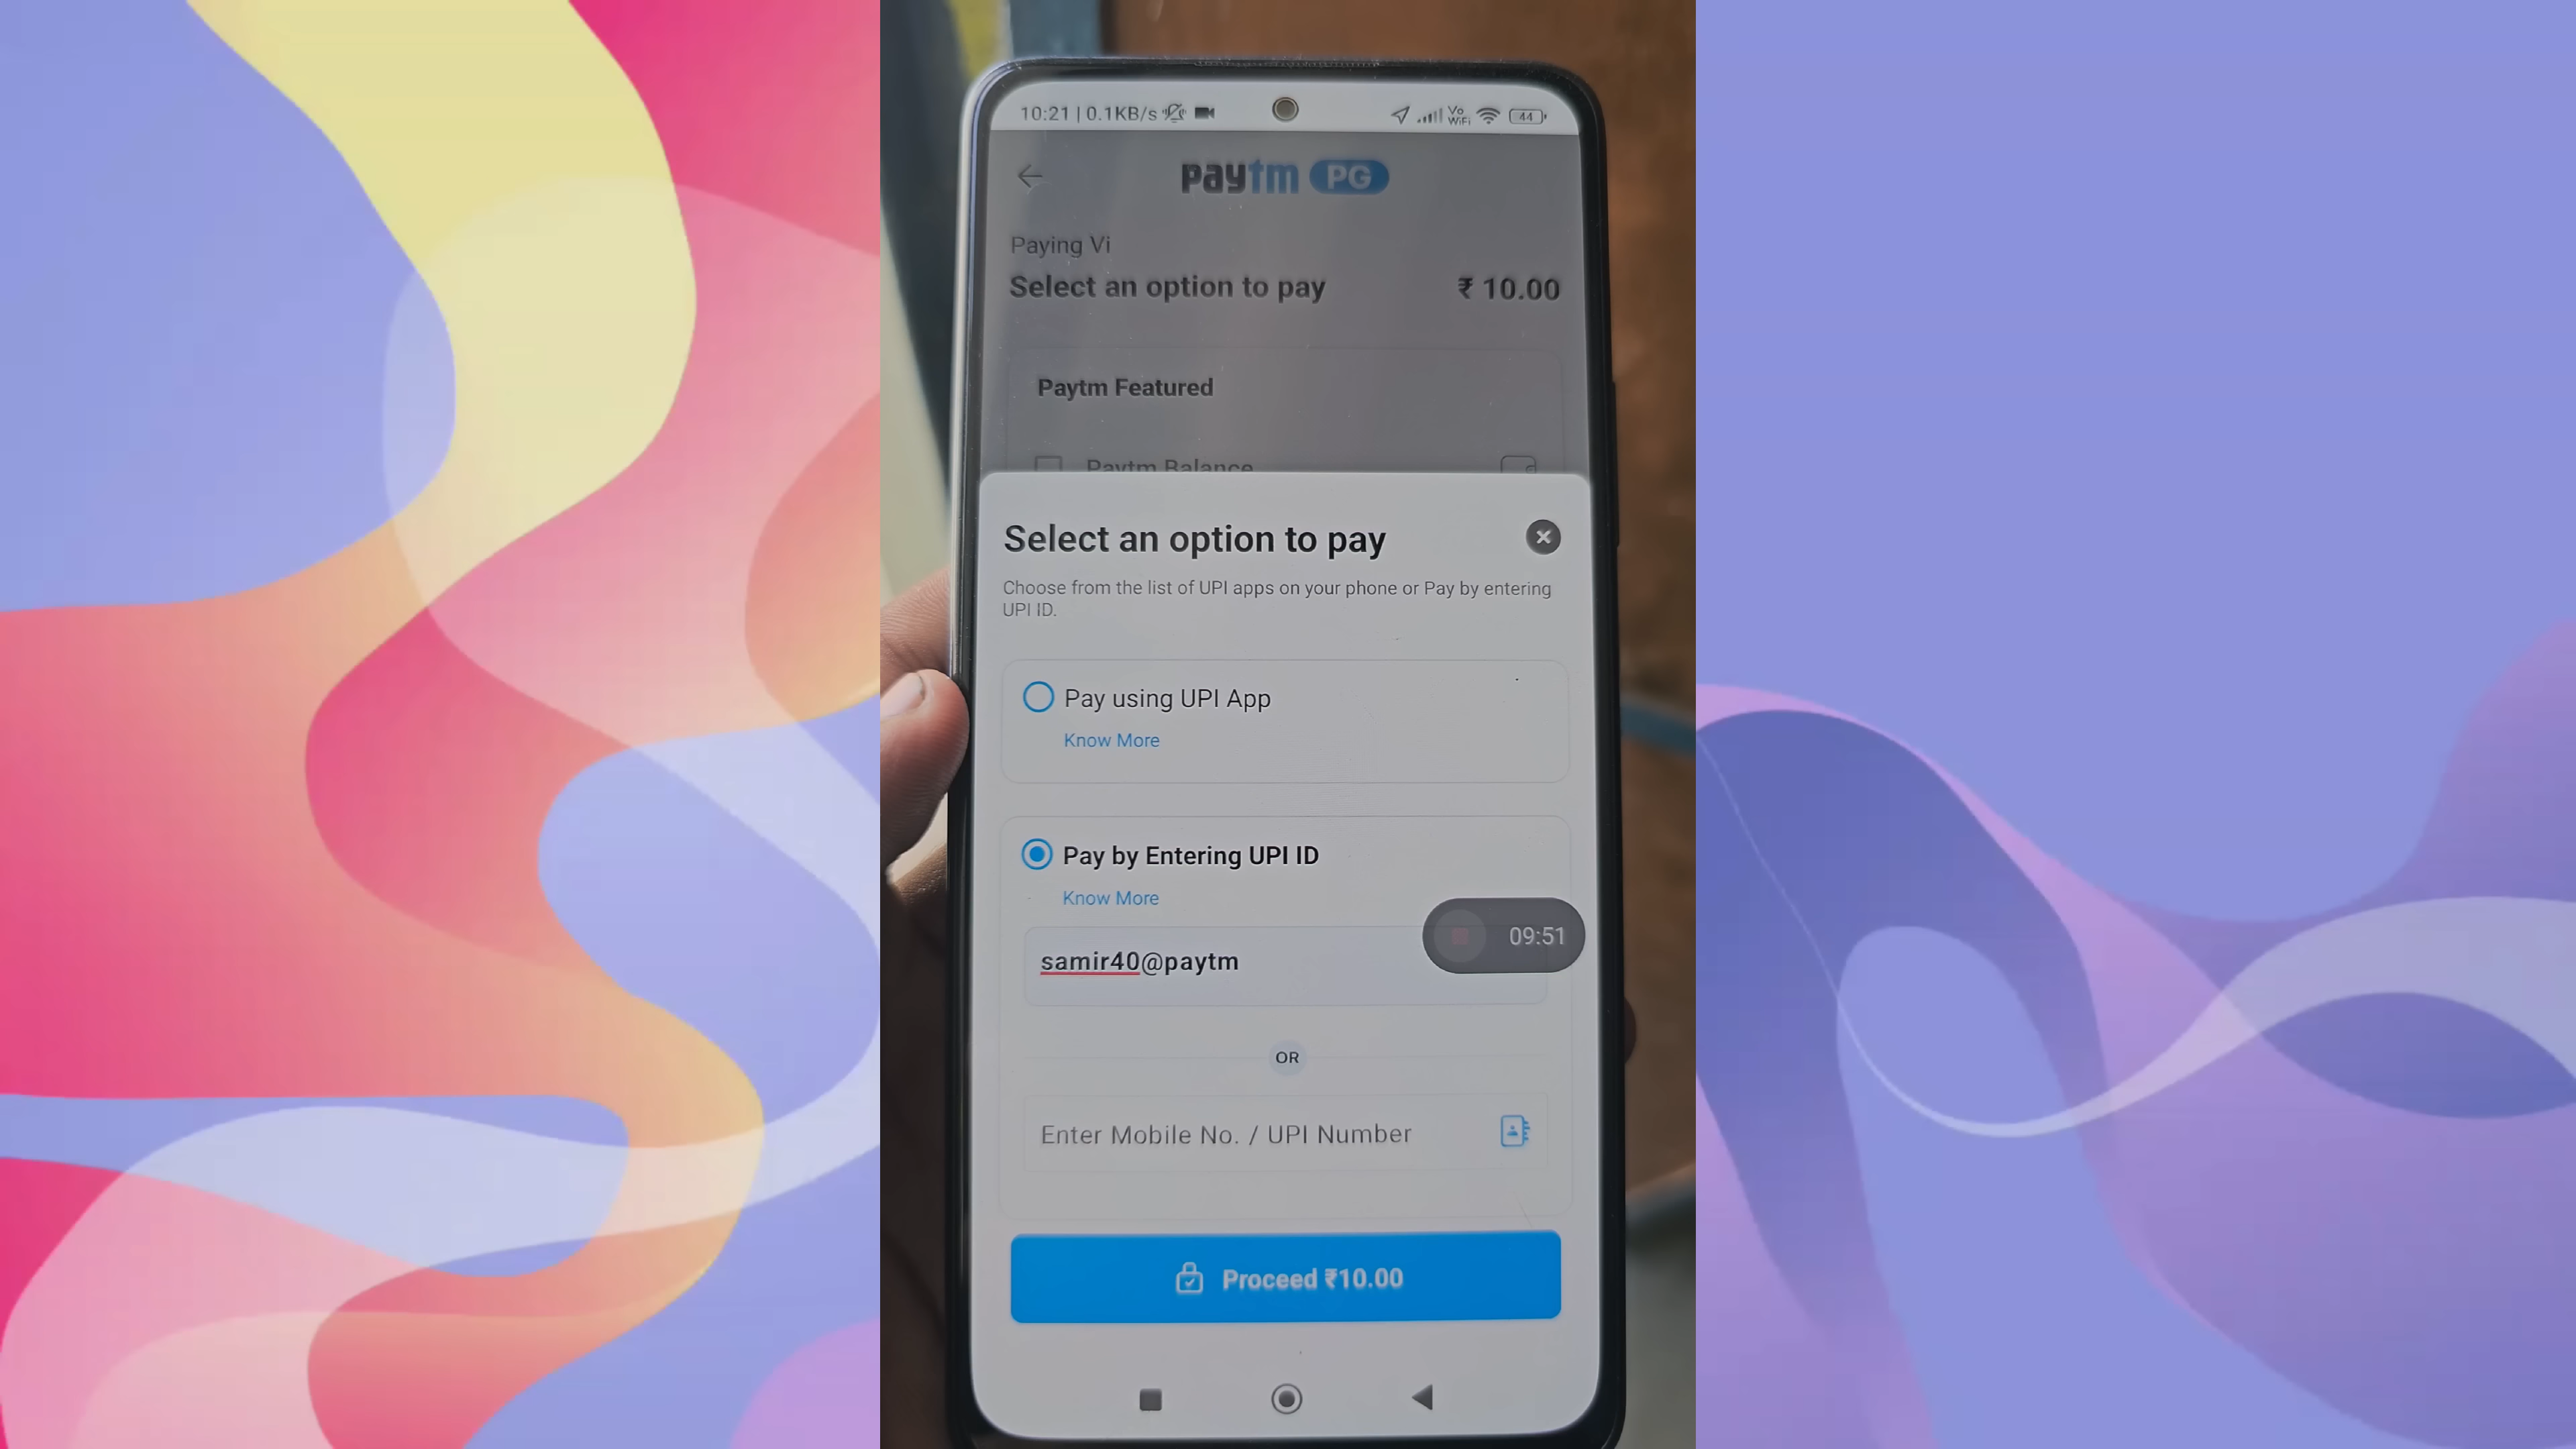 10:21 | 0.1KB/s
Vo
WiFi
44
paytm PG
Paying Vi
Select an option to pay
₹ 10.00
Paytm Featured
Paytm Balance
Select an option to pay
Choose from the list of UPI apps on your phone or Pay by entering
UPI ID.
Pay using UPI App
Know More
Pay by Entering UPI ID
Know More
09:51
samir40@paytm
OR
Enter Mobile No. / UPI Number
Proceed ₹10.00